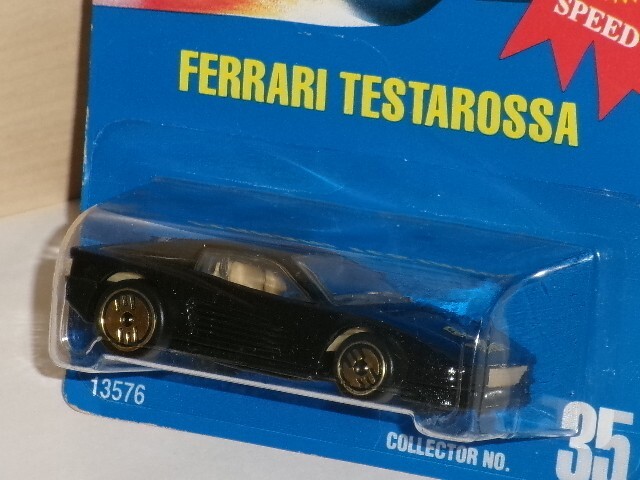 SPEED
FERRARI TESTAROSSA
13576
COLLECTOR NO. 35